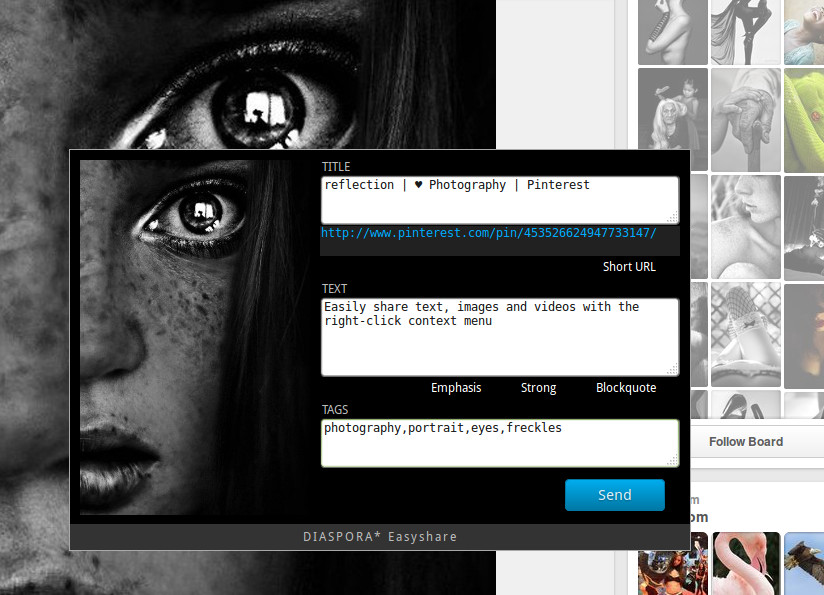 TITLE
reflection | ♥ Photography | Pinterest
http://www.pinterest.com/pin/453526624947733147/
Short URL
TEXT
Easily share text, images and videos with the
right-click context menu
Emphasis Strong Blockquote
TAGS
photography,portrait,eyes,freckles
Follow Board
Send
DIASPORA* Easyshare